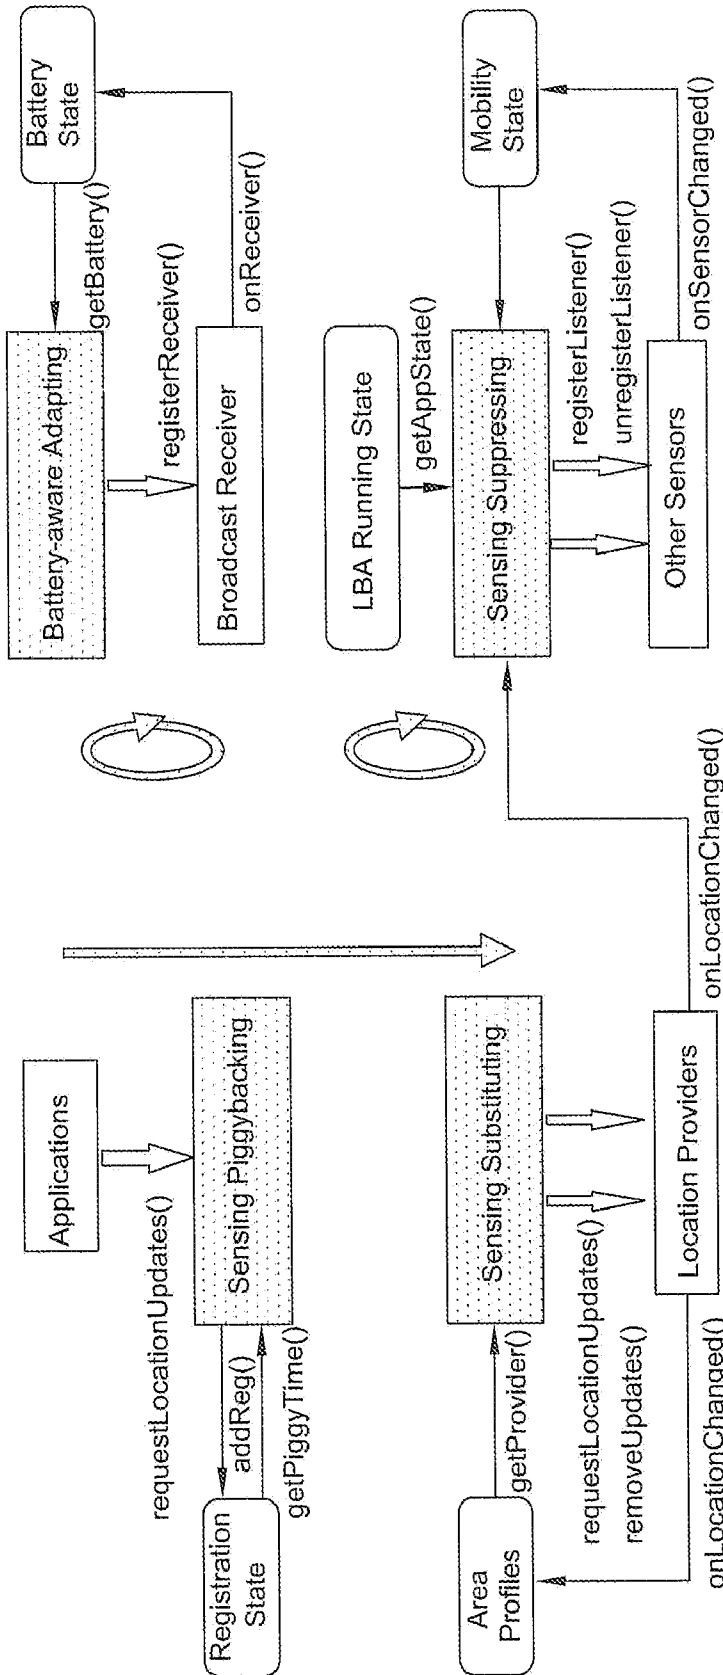 Applications
requestLocationUpdates()
Sensing Piggybacking
addReg()
getPiggyTime()
Registration
State
Battery-aware Adapting
getBattery()
Battery
State
registerReceiver()
onReceiver()
Broadcast Receiver
LBA Running State
getAppState()
Area
Profiles
getProvider()
Sensing Substituting
requestLocationUpdates()
removeUpdates()
Location Providers
onLocationChanged()
onLocationChanged()
Sensing Suppressing
Mobility
State
registerListener()
unregisterListener()
Other Sensors
onSensorChanged()